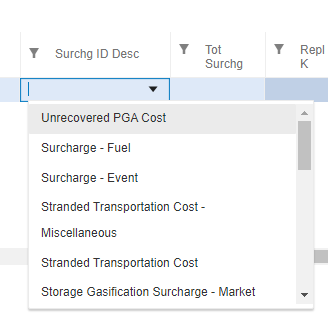 Surchg ID Desc
Tot
Surchg
Repl
K
Unrecovered PGA Cost
Surcharge - Fuel
Surcharge - Event
Stranded Transportation Cost -
Miscellaneous
Stranded Transportation Cost
Storage Gasification Surcharge - Market